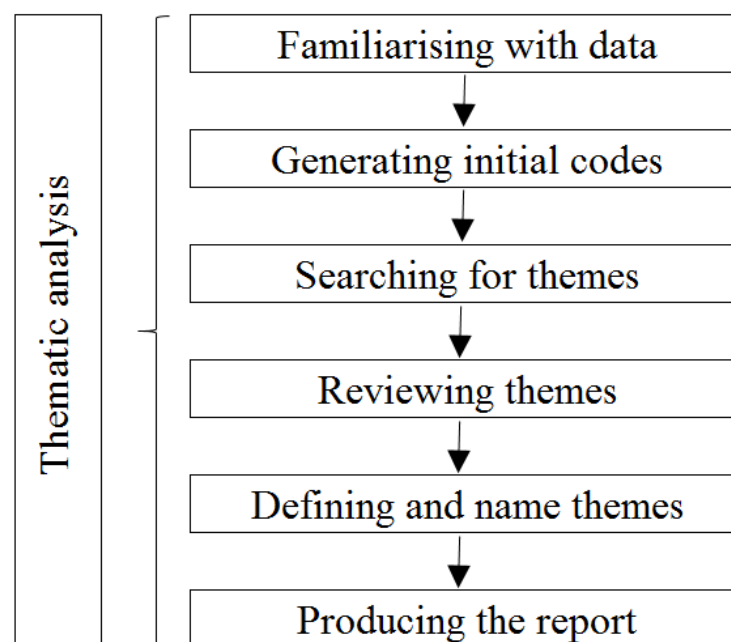 Thematic analysis
Familiarising with data
Generating initial codes
Searching for themes
Reviewing themes
Defining and name themes
Producing the report